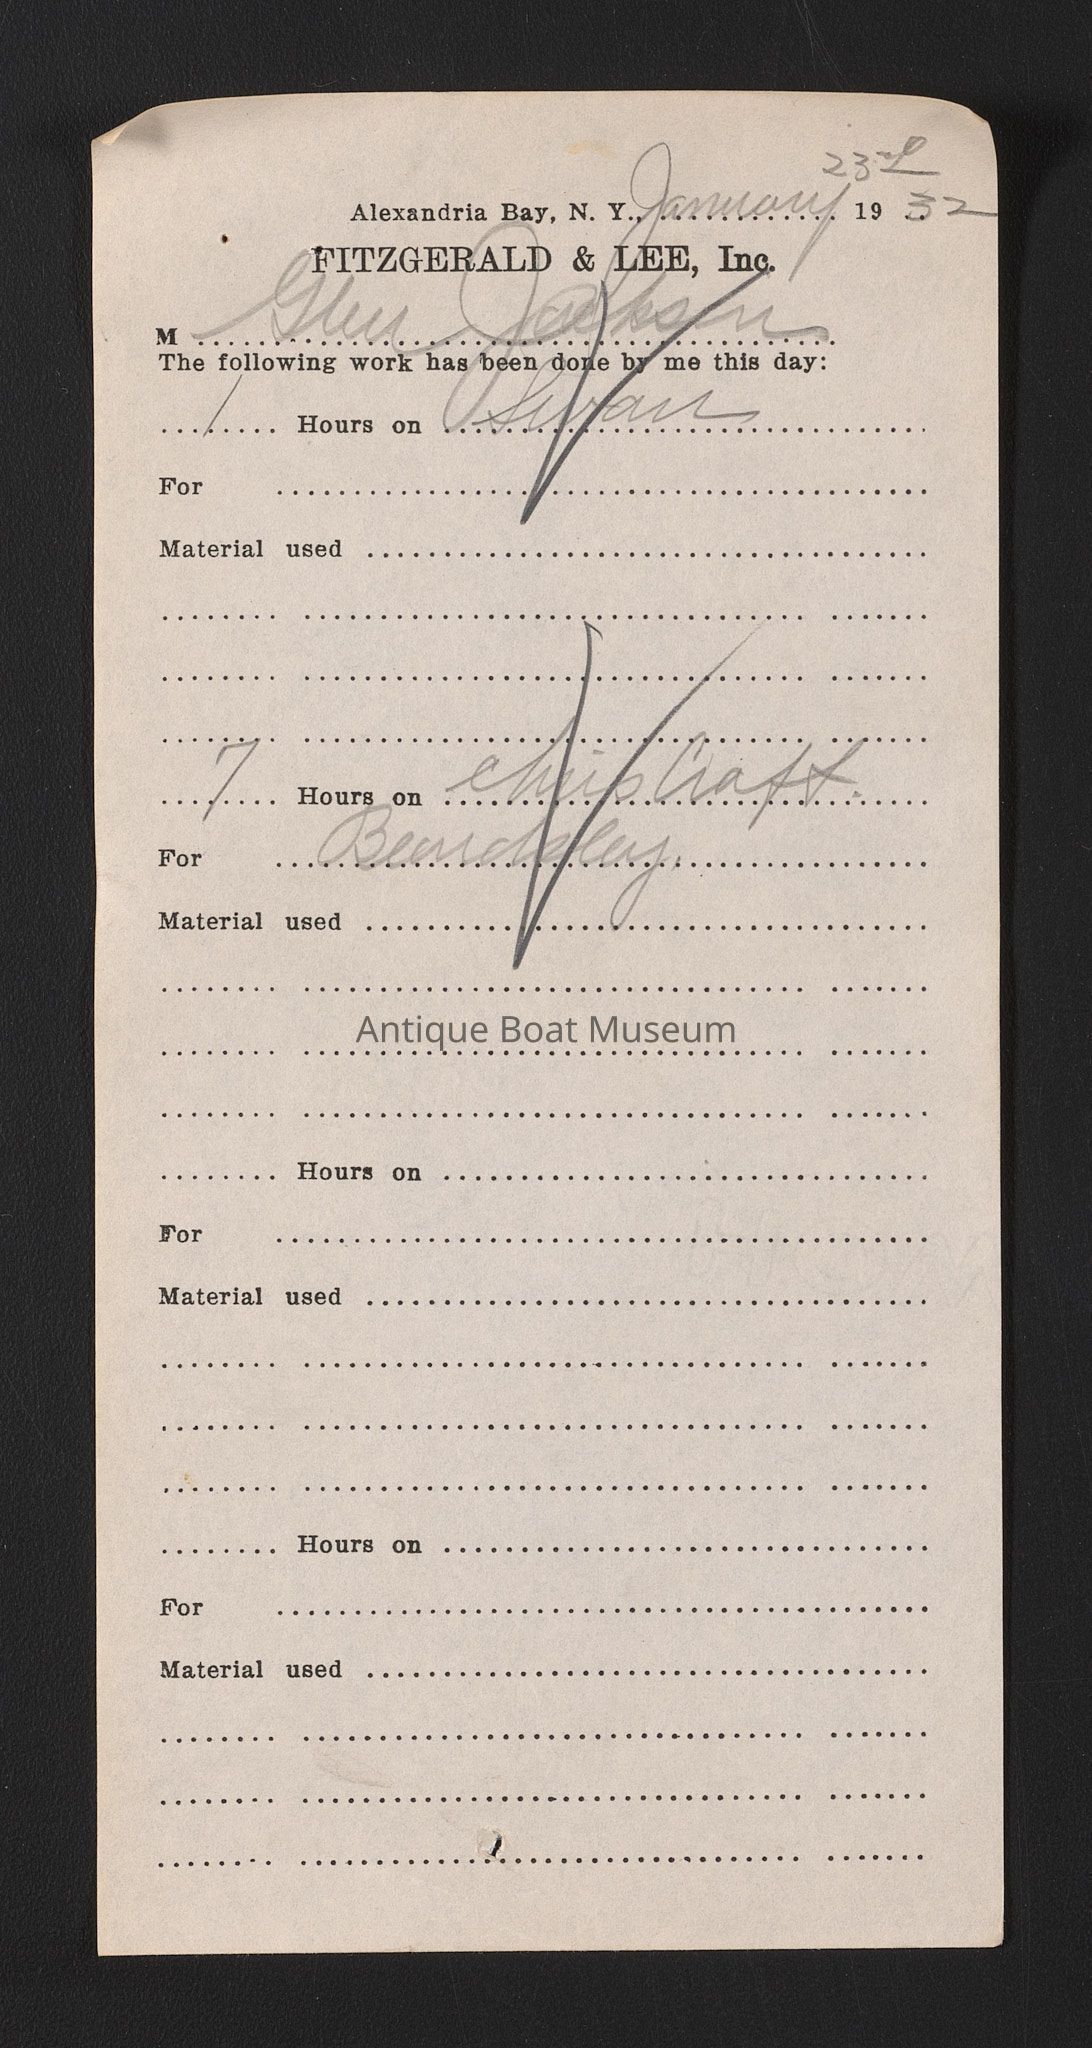 23rd
Alexandria Bay, N. Y., January 19 32
FITZGERALD & LEE, Inc.
M Glen Jackson
The following work has been done by me this day:
1 Hours on Swan
For
Material used
7 Hours on Chris Craft.
For Beardsley.
Material used
Antique Boat Museum
Hours on
For
Material used
Hours on
For
Material used